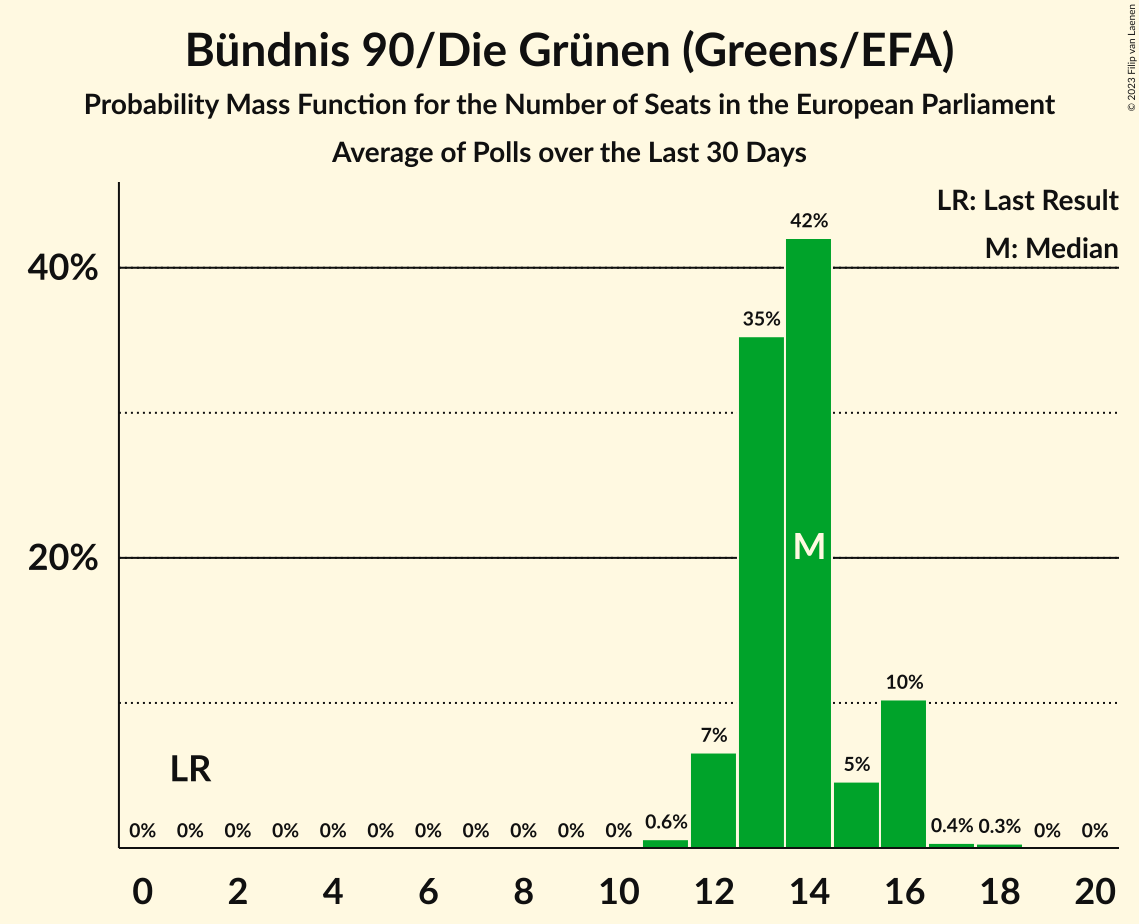 Bündnis 90/Die Grünen (Greens/EFA)
Probability Mass Function for the Number of Seats in the European Parliament
Average of Polls over the Last 30 Days
© 2023 Filip van Laenen
LR: Last Result
M: Median
40%
20%
42%
35%
M
10%
7%
5%
LR
0% 0% 0% 0% 0% 0% 0% 0% 0% 0% 0% 0.6% 0.4% 0.3% 0% 0%
0 2 4 6 8 10 12 14 16 18 20